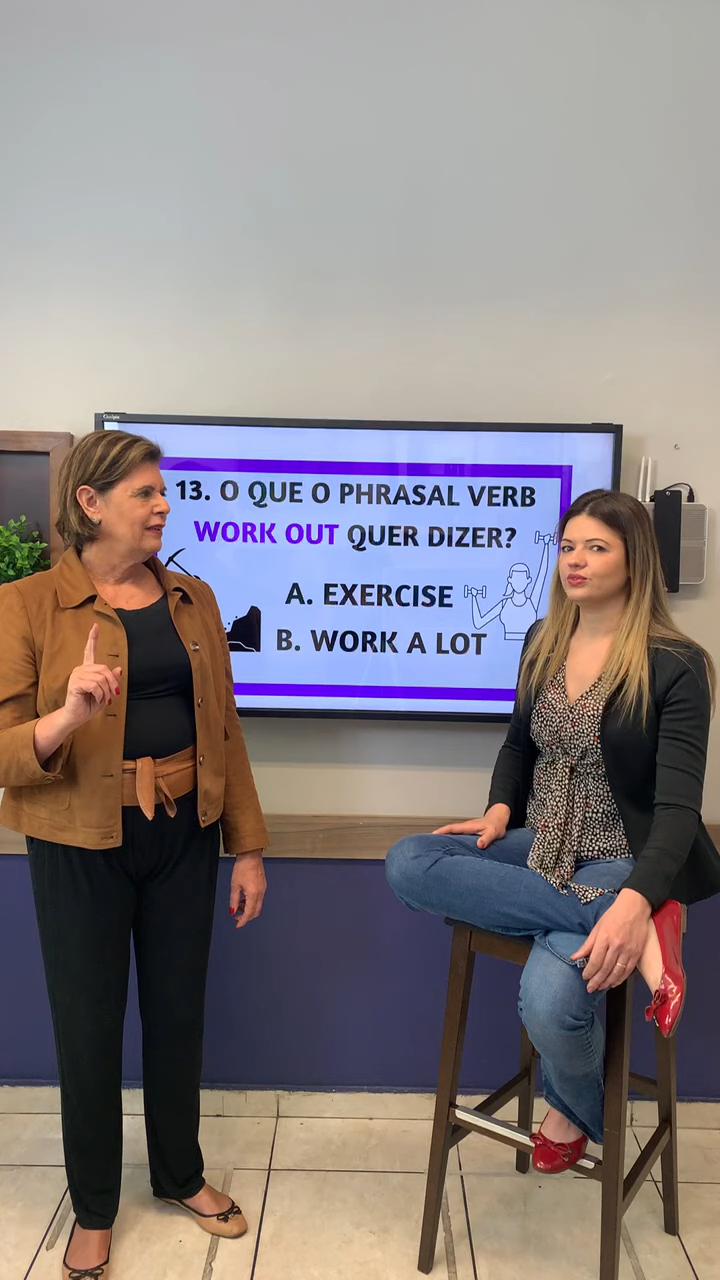 13. O QUE O PHRASAL VERB
WORK OUT QUER DIZER?
A. EXERCISE
B. WORK A LOT